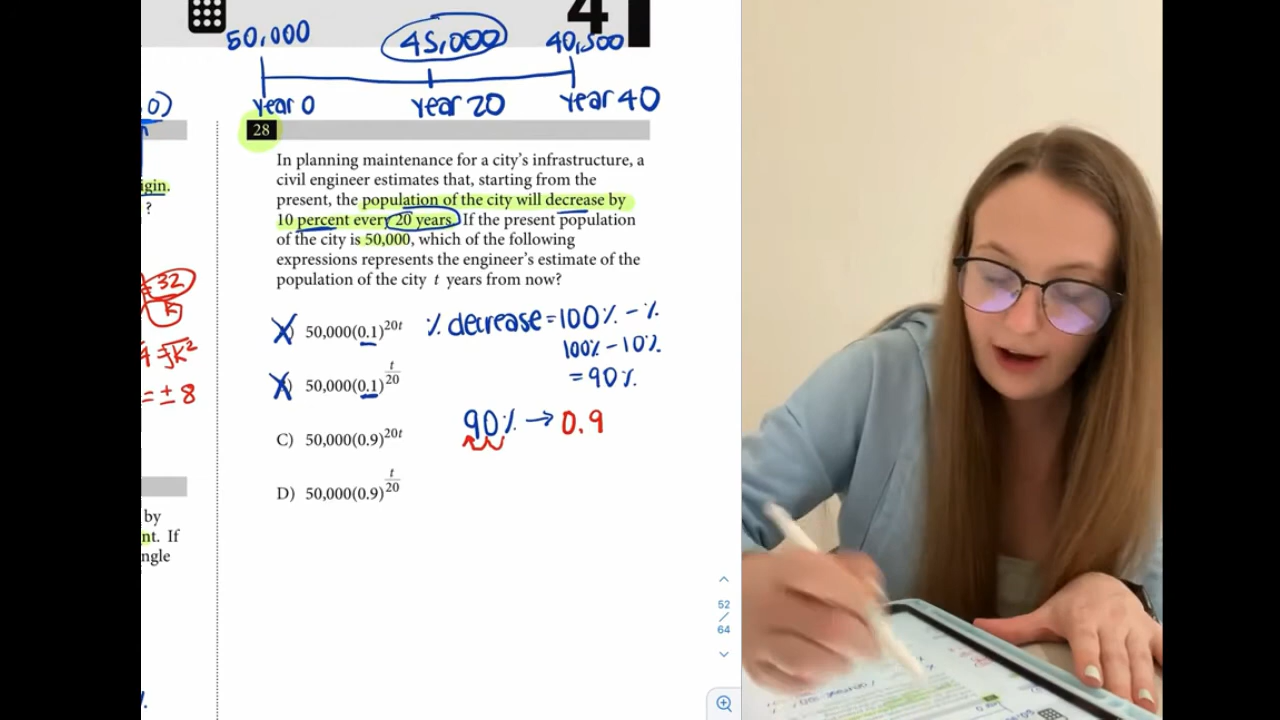 4
50,000 45,000 40,500
year 0 year 20 year 40
0)
28
In planning maintenance for a city's infrastructure, a
civil engineer estimates that, starting from the
present, the population of the city will decrease by
10 percent every 20 years. If the present population
of the city is 50,000, which of the following
expressions represents the engineer's estimate of the
population of the city t years from now?
igin.
?
X 50,000(0.1)^20t
X 50,000(0.1)^t/20
C) 50,000(0.9)^20t
D) 50,000(0.9)^t/20
% decrease = 100% - %
100% - 10%
= 90%
90% → 0.9
= 32
k
√k²
= ± 8
by
nt. If
ngle
52
/
64